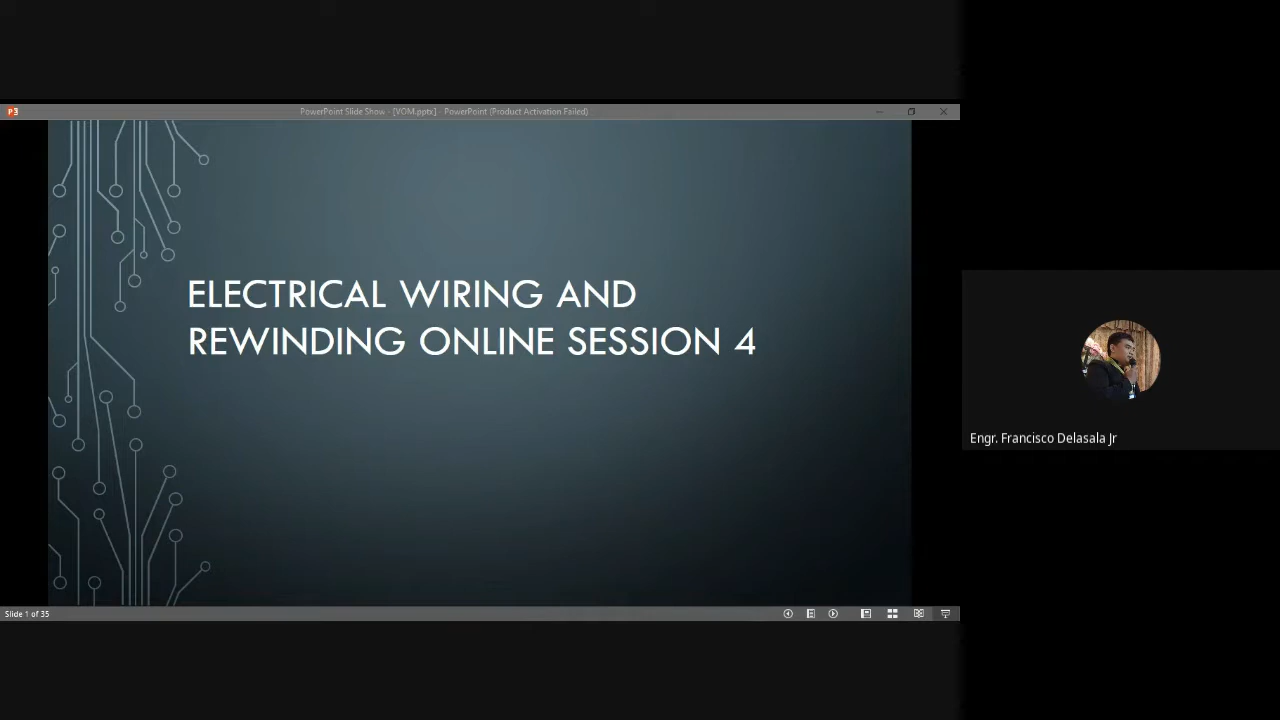 PowerPoint Slide Show - [VOM.pptx] - PowerPoint (Product Activation Failed)
ELECTRICAL WIRING AND
REWINDING ONLINE SESSION 4
Engr. Francisco Delasala Jr
Slide 1 of 35